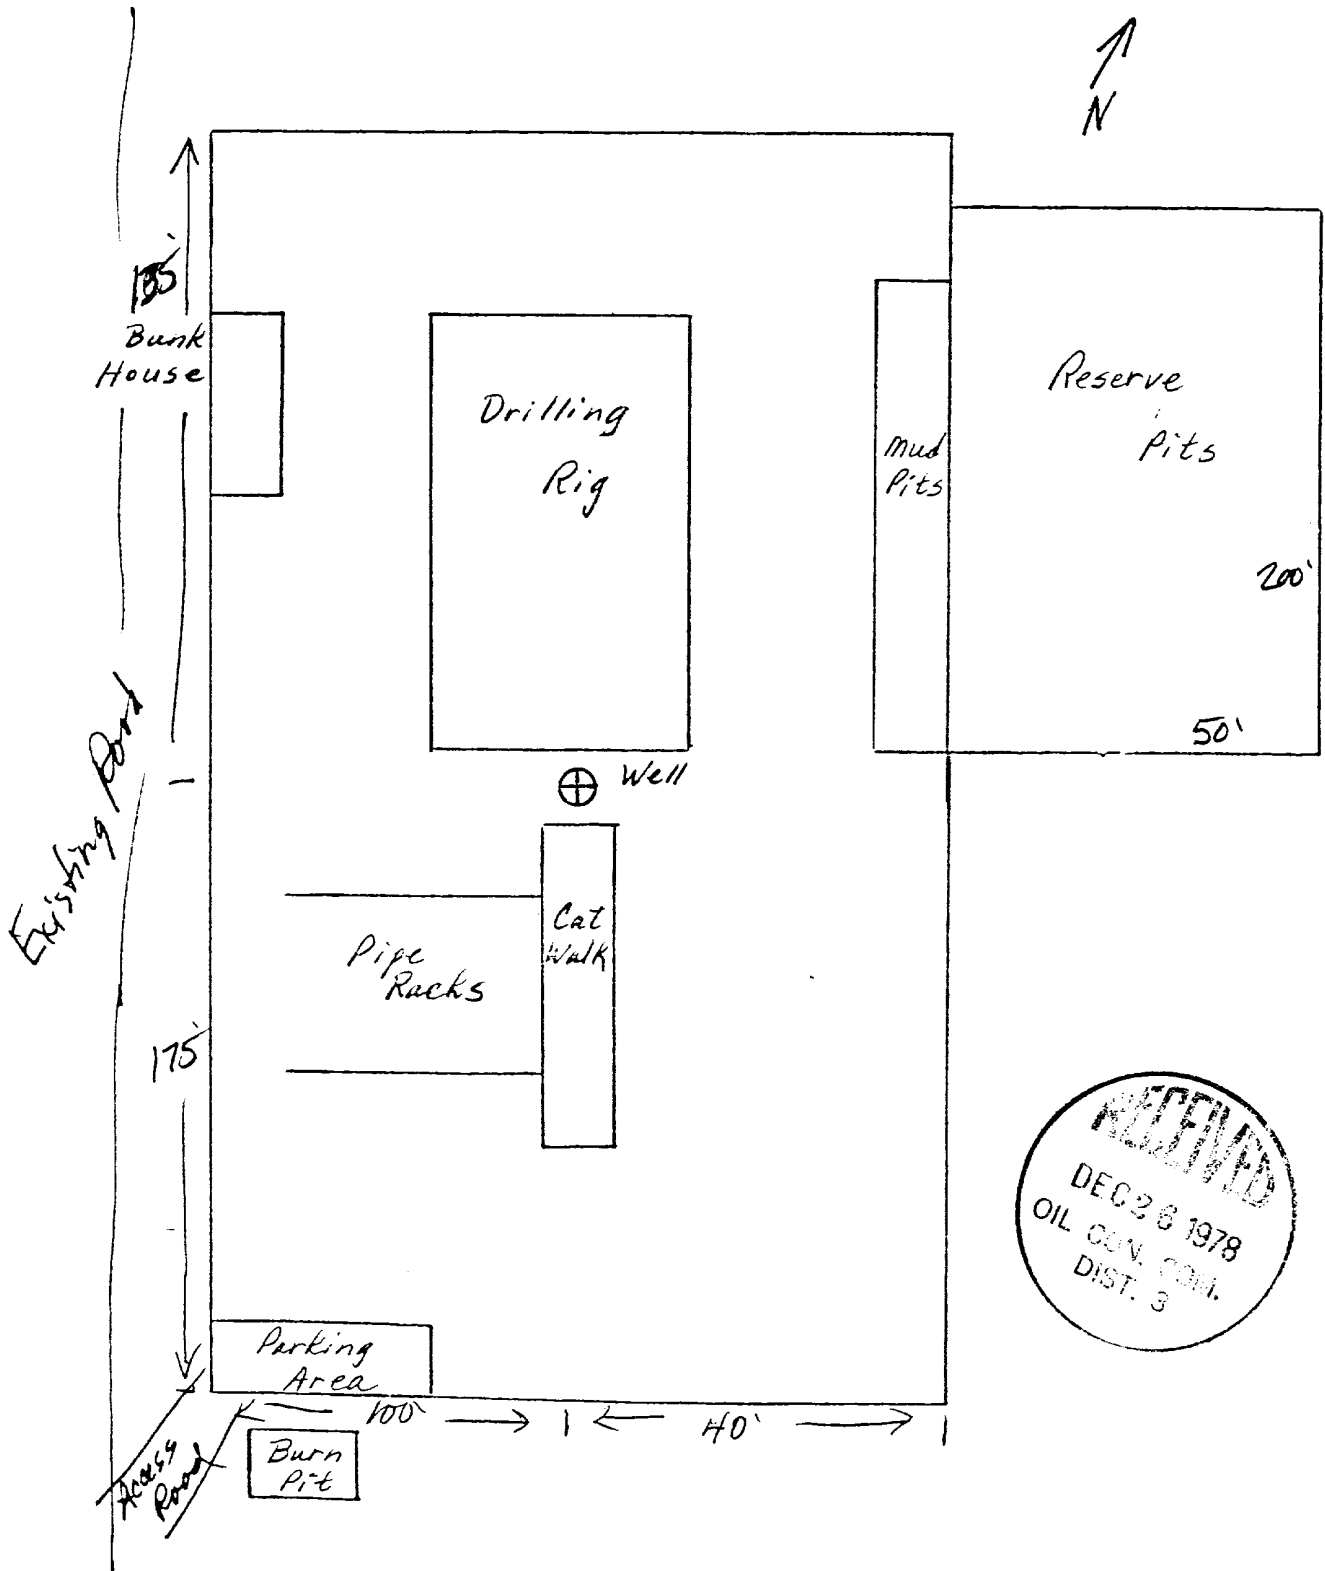 N
Bunk
House
Drilling
Rig
Mud
Pits
Reserve
Pits
200'
50'
Well
Existing Road
Cat
Walk
Pipe
Racks
175'
RECEIVED
DEC 26 1978
OIL CON. COM.
DIST. 3
Parking
Area
100'
40'
Access
Road
Burn
Pit